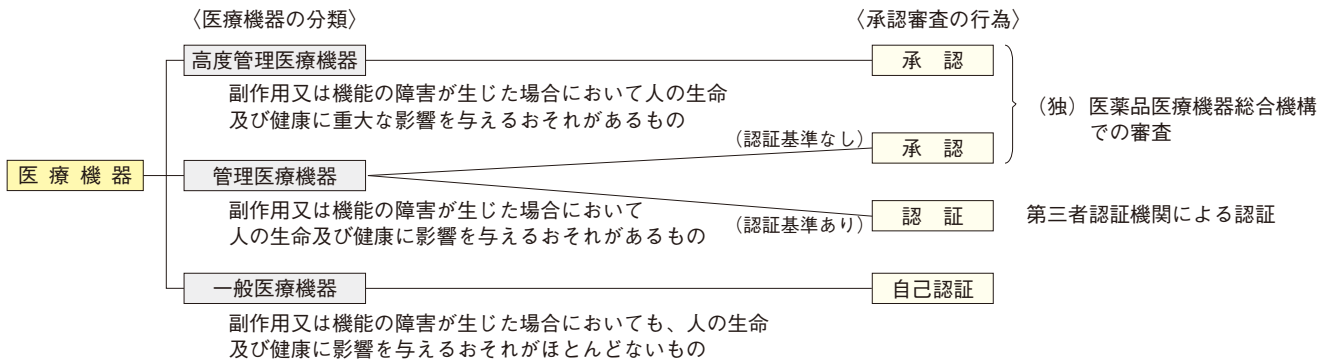 〈医療機器の分類〉
〈承認審査の行為〉
高度管理医療機器
承 認
副作用又は機能の障害が生じた場合において人の生命
及び健康に重大な影響を与えるおそれがあるもの
(独)医薬品医療機器総合機構
での審査
(認証基準なし)
承 認
医 療 機 器
管理医療機器
副作用又は機能の障害が生じた場合において
人の生命及び健康に影響を与えるおそれがあるもの
(認証基準あり)
認 証
第三者認証機関による認証
一般医療機器
自己認証
副作用又は機能の障害が生じた場合においても、人の生命
及び健康に影響を与えるおそれがほとんどないもの